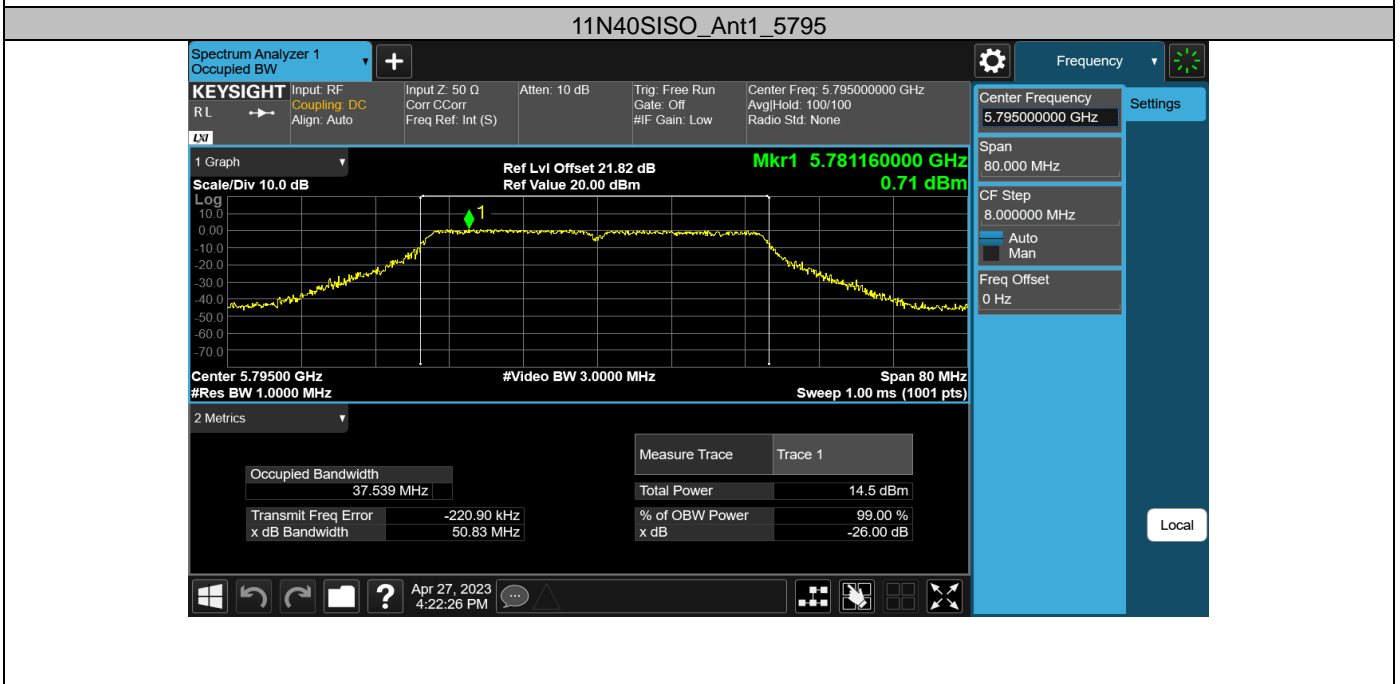 11N40SISO_Ant1_5795
Spectrum Analyzer 1
Occupied BW
+
Frequency
KEYSIGHT
R L
LXI
Input: RF
Coupling: DC
Align: Auto
Input Z: 50 Ω
Corr CCorr
Freq Ref: Int (S)
Atten: 10 dB
Trig: Free Run
Gate: Off
#IF Gain: Low
Center Freq: 5.795000000 GHz
Avg|Hold: 100/100
Radio Std: None
1 Graph
Scale/Div 10.0 dB
Ref Lvl Offset 21.82 dB
Ref Value 20.00 dBm
Mkr1 5.781160000 GHz
0.71 dBm
Log
10.0
0.00
-10.0
-20.0
-30.0
-40.0
-50.0
-60.0
-70.0
1
Center 5.79500 GHz
#Res BW 1.0000 MHz
#Video BW 3.0000 MHz
Span 80 MHz
Sweep 1.00 ms (1001 pts)
2 Metrics
Measure Trace Trace 1
Occupied Bandwidth
37.539 MHz
Total Power 14.5 dBm
Transmit Freq Error -220.90 kHz
x dB Bandwidth 50.83 MHz
% of OBW Power 99.00 %
x dB -26.00 dB
Center Frequency
5.795000000 GHz
Settings
Span
80.000 MHz
CF Step
8.000000 MHz
Auto
Man
Freq Offset
0 Hz
Local
?
Apr 27, 2023
4:22:26 PM